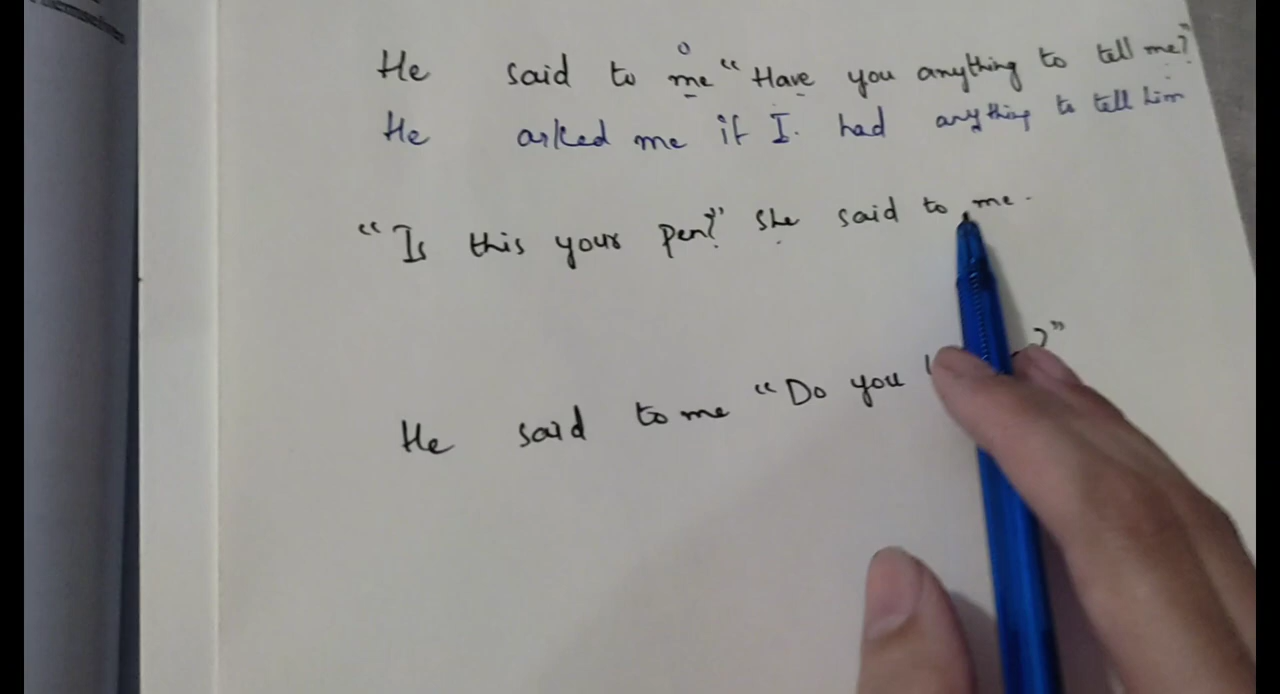 He said to me "Have you anything to tell me?"
He asked me if I. had anything to tell him
"Is this your pen?" She said to me.
He said to me "Do you ?"